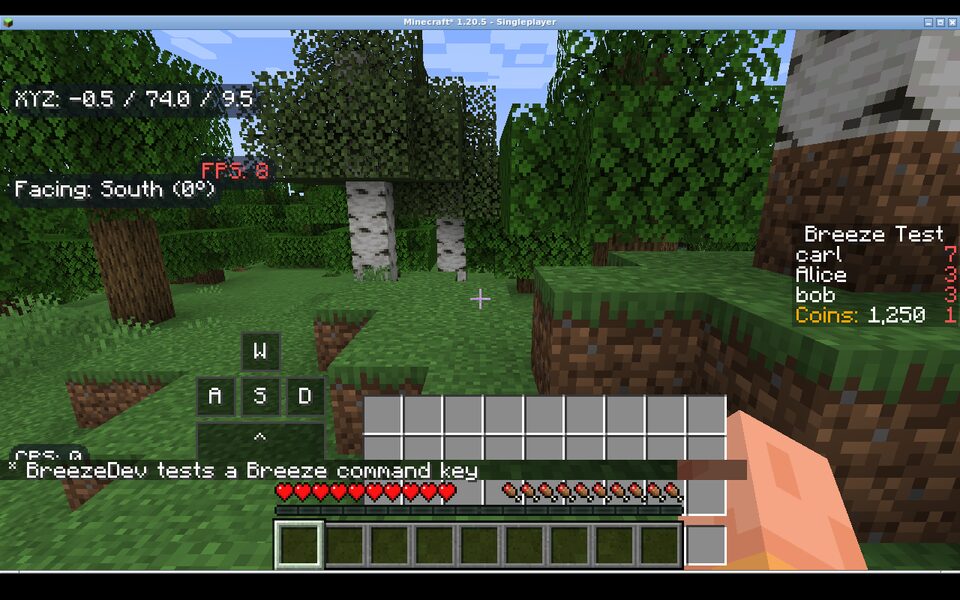 Minecraft* 1.20.5 - Singleplayer
XYZ: -0.5 / 74.0 / 9.5
FPS: 8
Facing: South (0°)
Breeze Test
carl 7
Alice 3
bob 3
Coins: 1,250 1
W
A S D
^
CPS: 0
* BreezeDev tests a Breeze command key